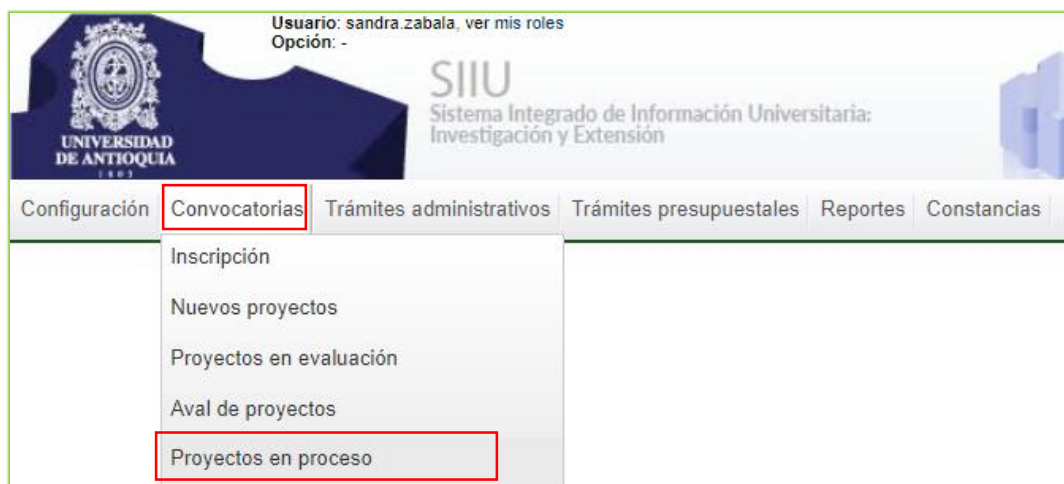 Usuario: sandra.zabala, ver mis roles
Opción: -
SIIU
Sistema Integrado de Información Universitaria:
Investigación y Extensión
UNIVERSIDAD
DE ANTIOQUIA
1803
Configuración Convocatorias Trámites administrativos Trámites presupuestales Reportes Constancias
Inscripción
Nuevos proyectos
Proyectos en evaluación
Aval de proyectos
Proyectos en proceso